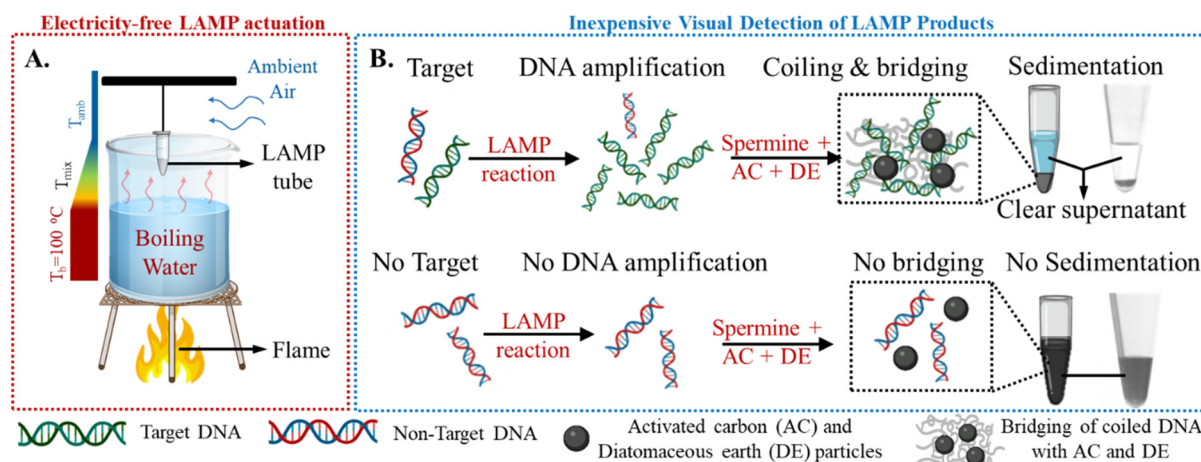 Electricity-free LAMP actuation
A.
Ambient
Air
T_amb
T_mix
T_b=100 ºC
LAMP
tube
Boiling
Water
Flame
Inexpensive Visual Detection of LAMP Products
B.
Target
DNA amplification
Coiling & bridging
Sedimentation
LAMP
reaction
Spermine +
AC + DE
Clear supernatant
No Target
No DNA amplification
No bridging
No Sedimentation
LAMP
reaction
Spermine +
AC + DE
Target DNA
Non-Target DNA
Activated carbon (AC) and
Diatomaceous earth (DE) particles
Bridging of coiled DNA
with AC and DE